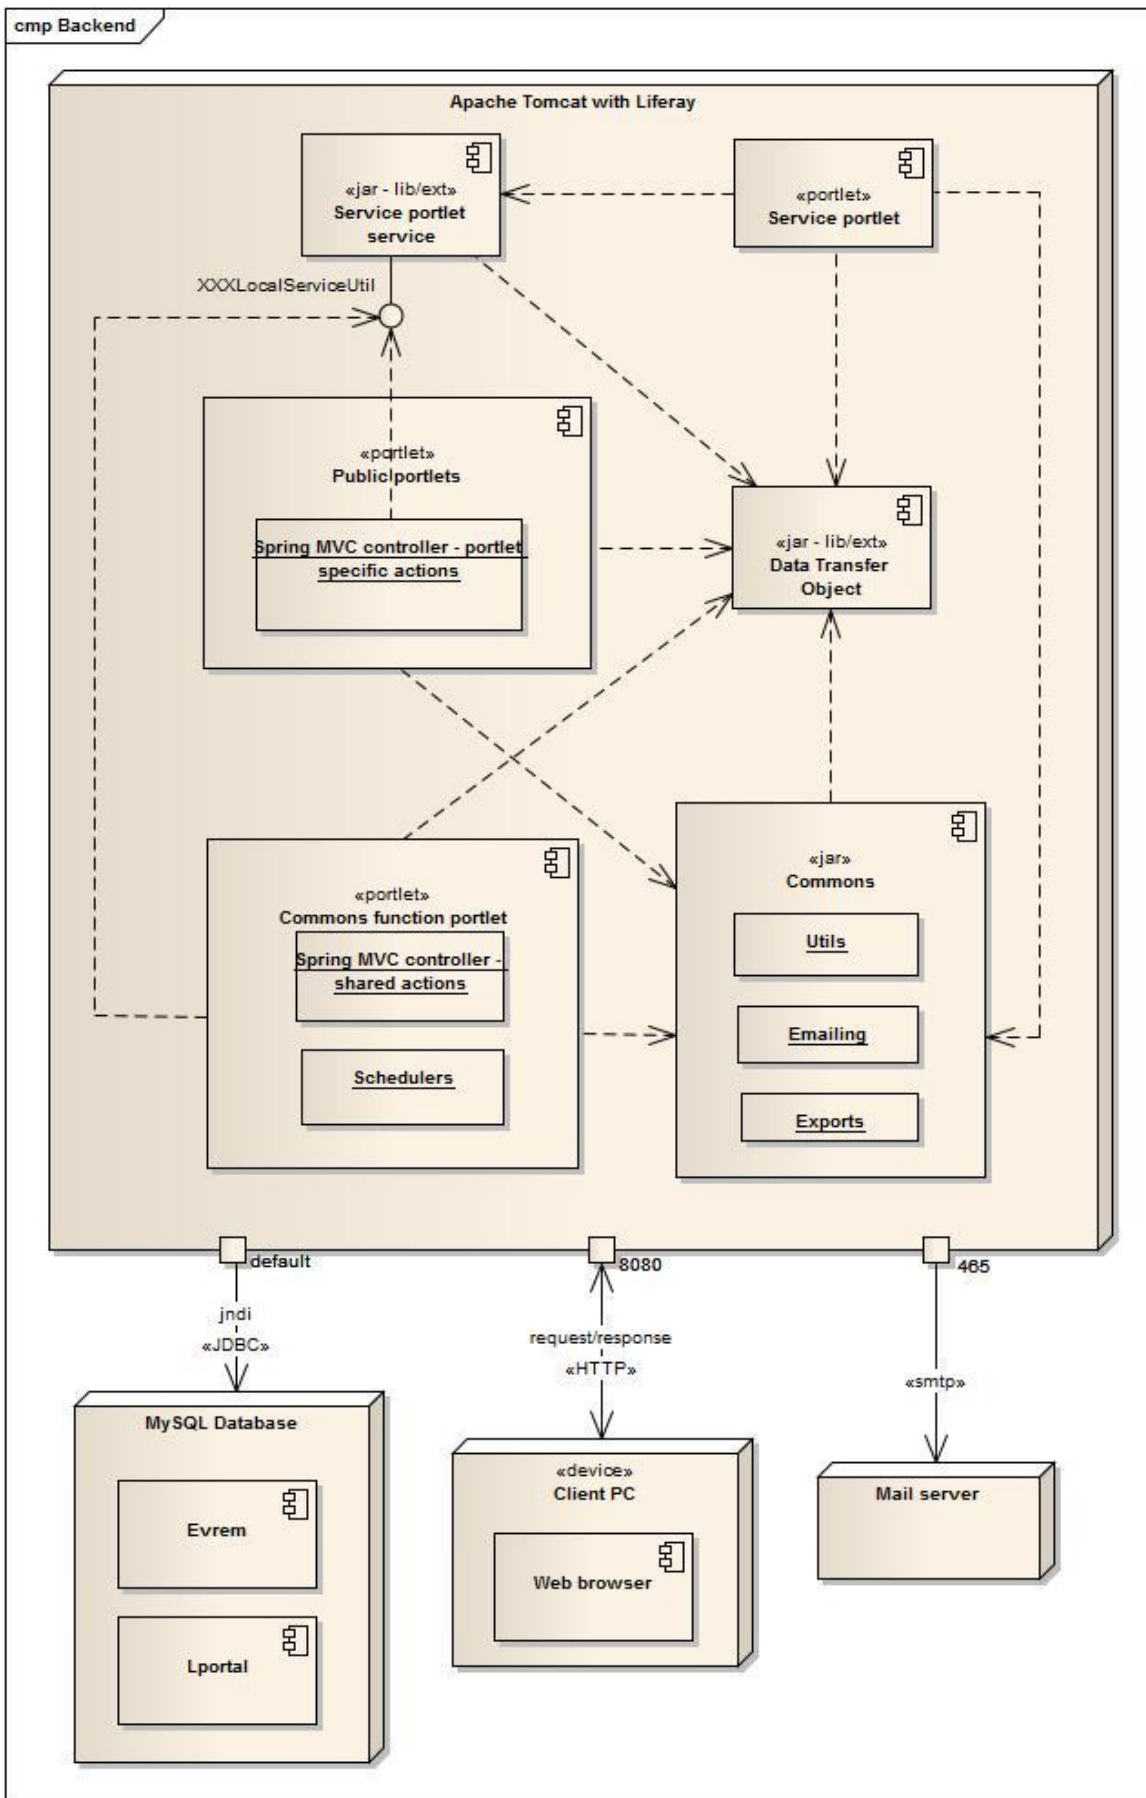 cmp Backend
Apache Tomcat with Liferay
«jar - lib/ext»
Service portlet
service
«portlet»
Service portlet
XXXLocalServiceUtil
«portlet»
Public portlets
Spring MVC controller - portlet
specific actions
«jar - lib/ext»
Data Transfer
Object
«portlet»
Commons function portlet
Spring MVC controller -
shared actions
Schedulers
«jar»
Commons
Utils
Emailing
Exports
default
8080
465
jndi
«JDBC»
request/response
«HTTP»
«smtp»
MySQL Database
Evrem
Lportal
«device»
Client PC
Web browser
Mail server